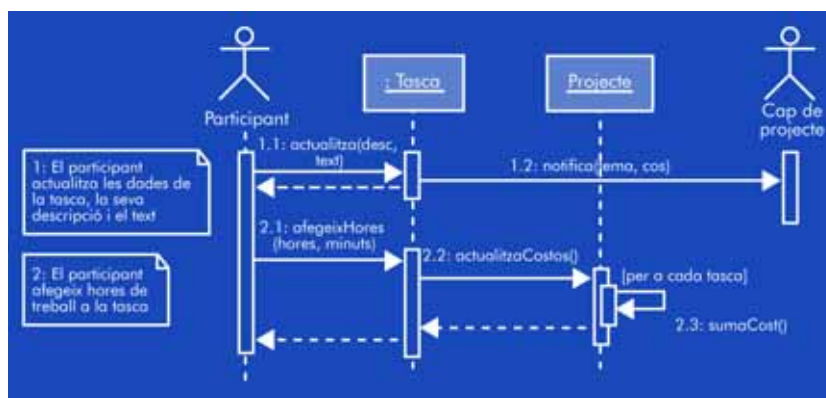 : Tasca
Projecte
Participant
Cap de
projecte
1: El participant
actualitza les dades de
la tasca, la seva
descripció i el text
1.1: actualitza(desc,
text)
1.2: notifica(tema, cos)
2: El participant
afegeix hores de
treball a la tasca
2.1: afegeixHores
(hores, minuts)
2.2: actualitzaCostos()
[per a cada tasca]
2.3: sumaCost()